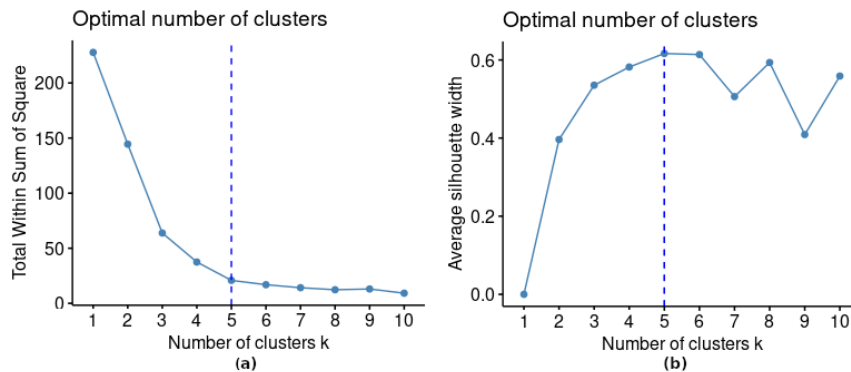 Optimal number of clusters
Total Within Sum of Square
200
150
100
50
0
1 2 3 4 5 6 7 8 9 10
Number of clusters k
(a)
Optimal number of clusters
Average silhouette width
0.6
0.4
0.2
0.0
1 2 3 4 5 6 7 8 9 10
Number of clusters k
(b)